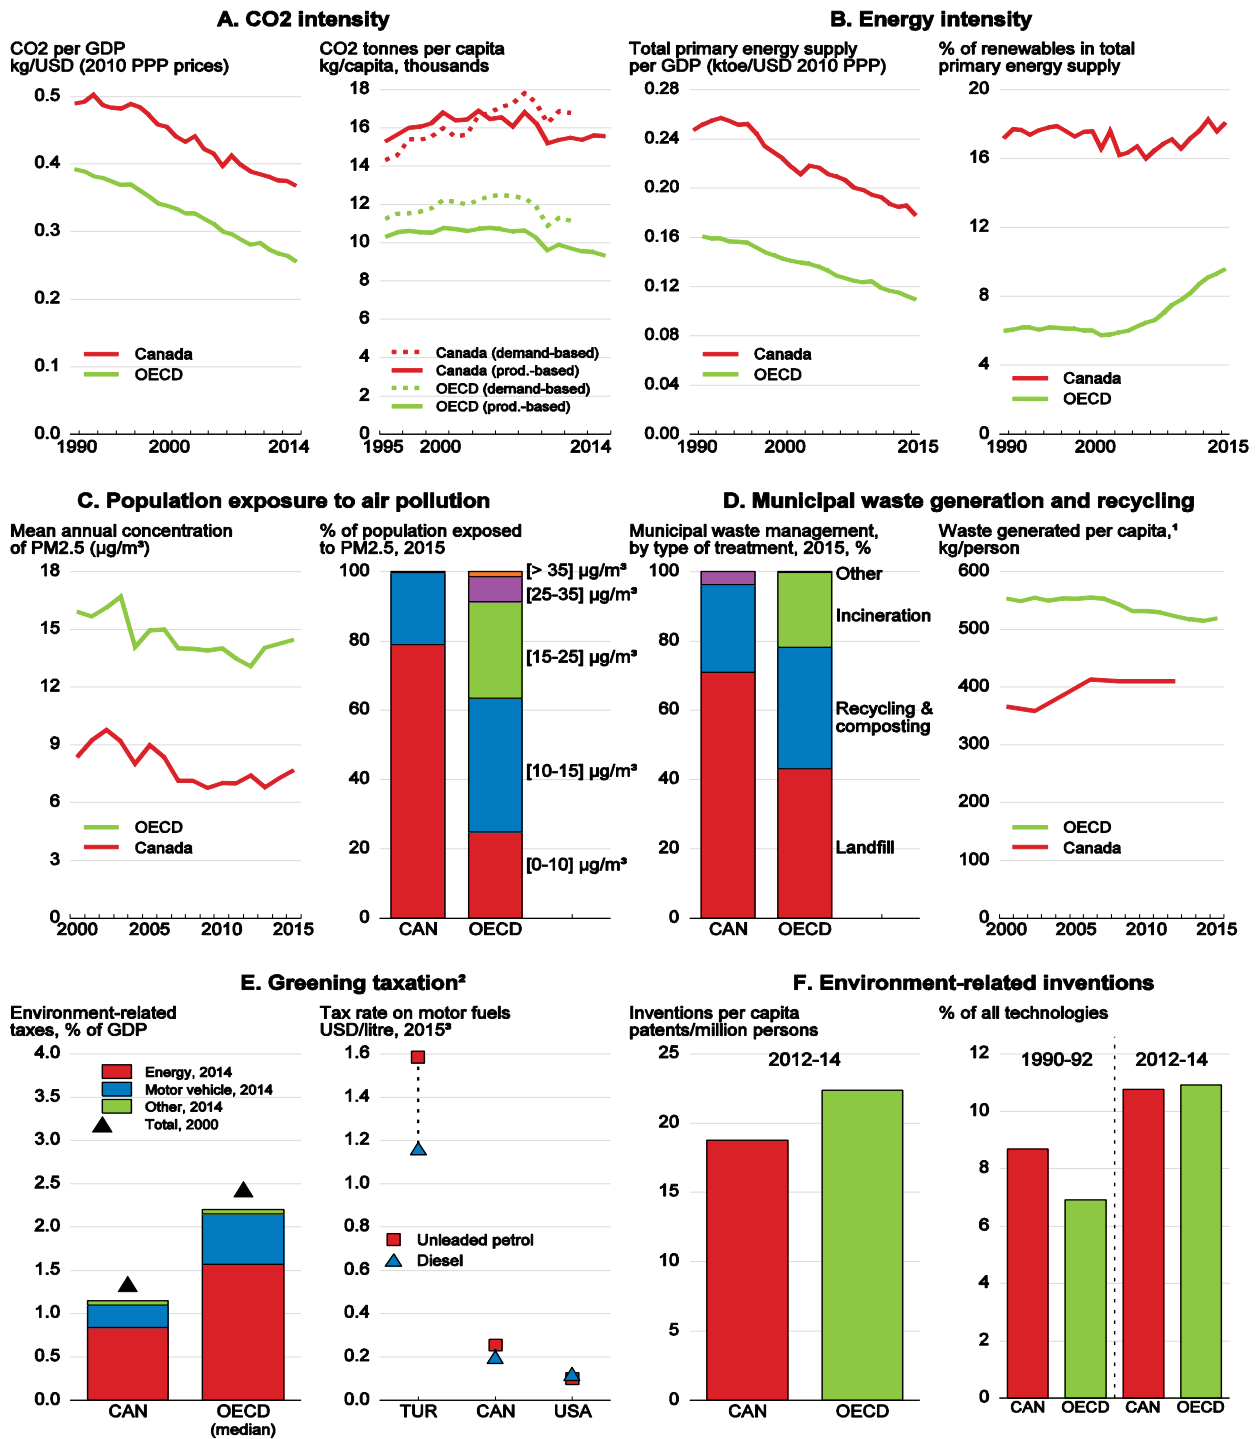 A. CO2 intensity
CO2 per GDP
kg/USD (2010 PPP prices)
0.5
0.4
0.3
0.2
0.1
0.0
Canada
OECD
1990
2000
2014
CO2 tonnes per capita
kg/capita, thousands
18
16
14
12
10
8
6
4
2
0
Canada (demand-based)
Canada (prod.-based)
OECD (demand-based)
OECD (prod.-based)
1995
2000
2014
B. Energy intensity
Total primary energy supply
per GDP (ktoe/USD 2010 PPP)
0.28
0.24
0.20
0.16
0.12
0.08
0.04
0.00
Canada
OECD
1990
2000
2015
% of renewables in total
primary energy supply
20
16
12
8
4
0
Canada
OECD
1990
2000
2015
C. Population exposure to air pollution
Mean annual concentration
of PM2.5 (µg/m³)
18
15
12
9
6
3
0
OECD
Canada
2000
2005
2010
2015
% of population exposed
to PM2.5, 2015
100
80
60
40
20
0
[> 35] µg/m³
[25-35] µg/m³
[15-25] µg/m³
[10-15] µg/m³
[0-10] µg/m³
CAN
OECD
D. Municipal waste generation and recycling
Municipal waste management,
by type of treatment, 2015, %
100
80
60
40
20
0
Other
Incineration
Recycling &
composting
Landfill
CAN
OECD
Waste generated per capita,¹
kg/person
600
500
400
300
200
100
0
OECD
Canada
2000
2005
2010
2015
E. Greening taxation²
Environment-related
taxes, % of GDP
4.0
3.5
3.0
2.5
2.0
1.5
1.0
0.5
0.0
Energy, 2014
Motor vehicle, 2014
Other, 2014
Total, 2000
CAN
OECD
(median)
Tax rate on motor fuels
USD/litre, 2015³
1.6
1.4
1.2
1.0
0.8
0.6
0.4
0.2
0.0
Unleaded petrol
Diesel
TUR
CAN
USA
F. Environment-related inventions
Inventions per capita
patents/million persons
25
20
15
10
5
0
2012-14
CAN
OECD
% of all technologies
12
10
8
6
4
2
0
1990-92
2012-14
CAN
OECD
CAN
OECD